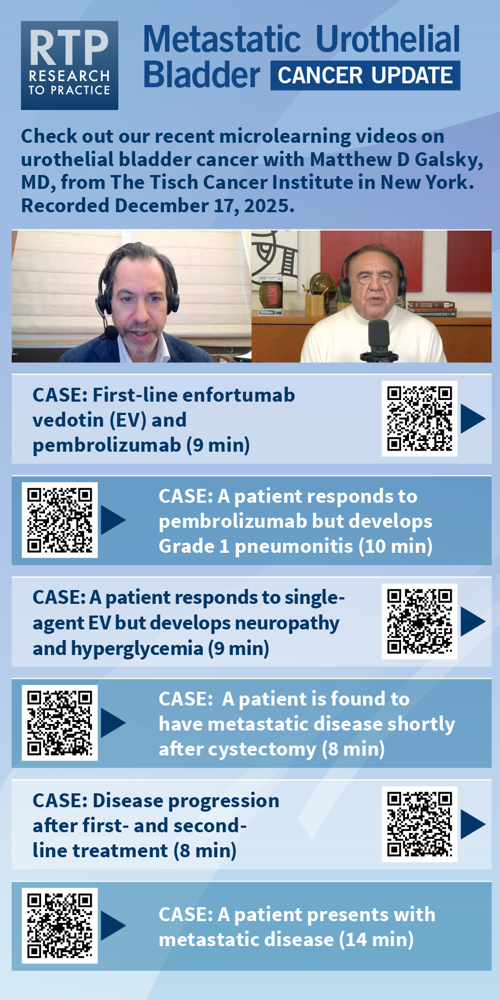 RTP
RESEARCH
TO PRACTICE
Metastatic Urothelial
Bladder CANCER UPDATE
Check out our recent microlearning videos on
urothelial bladder cancer with Matthew D Galsky,
MD, from The Tisch Cancer Institute in New York.
Recorded December 17, 2025.
Wilson
CANCER
CANCER
CASE: First-line enfortumab
vedotin (EV) and
pembrolizumab (9 min)
CASE: A patient responds to
pembrolizumab but develops
Grade 1 pneumonitis (10 min)
CASE: A patient responds to single-
agent EV but develops neuropathy
and hyperglycemia (9 min)
CASE:  A patient is found to
have metastatic disease shortly
after cystectomy (8 min)
CASE: Disease progression
after first- and second-
line treatment (8 min)
CASE: A patient presents with
metastatic disease (14 min)